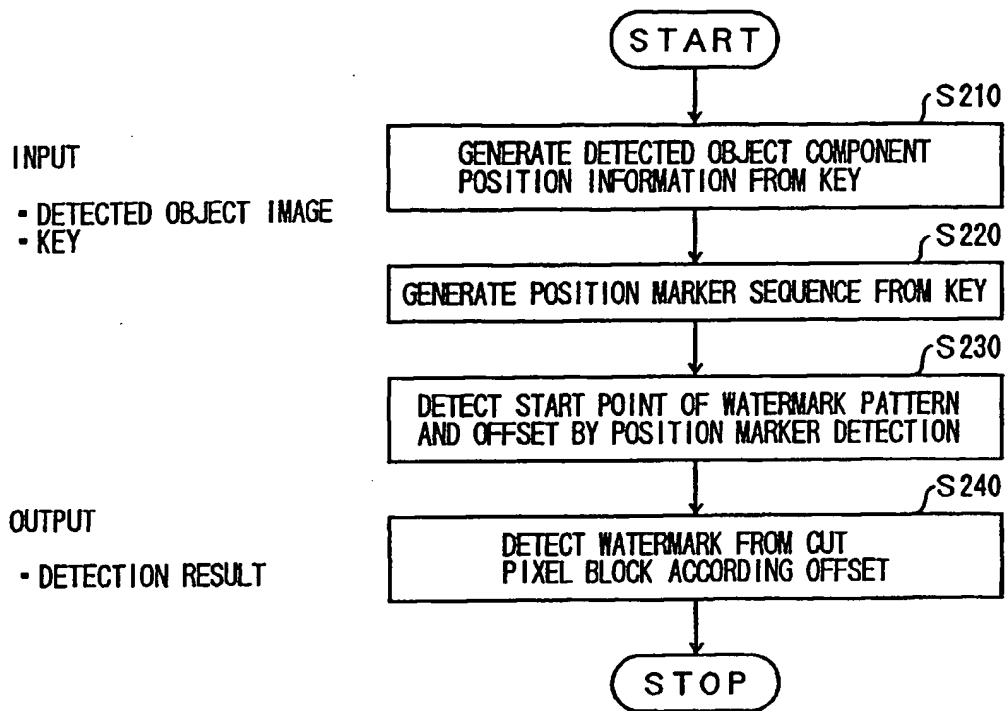 START
S210
INPUT
GENERATE DETECTED OBJECT COMPONENT
POSITION INFORMATION FROM KEY
▪ DETECTED OBJECT IMAGE
▪ KEY
S220
GENERATE POSITION MARKER SEQUENCE FROM KEY
S230
DETECT START POINT OF WATERMARK PATTERN
AND OFFSET BY POSITION MARKER DETECTION
S240
OUTPUT
DETECT WATERMARK FROM CUT
PIXEL BLOCK ACCORDING OFFSET
▪ DETECTION RESULT
STOP